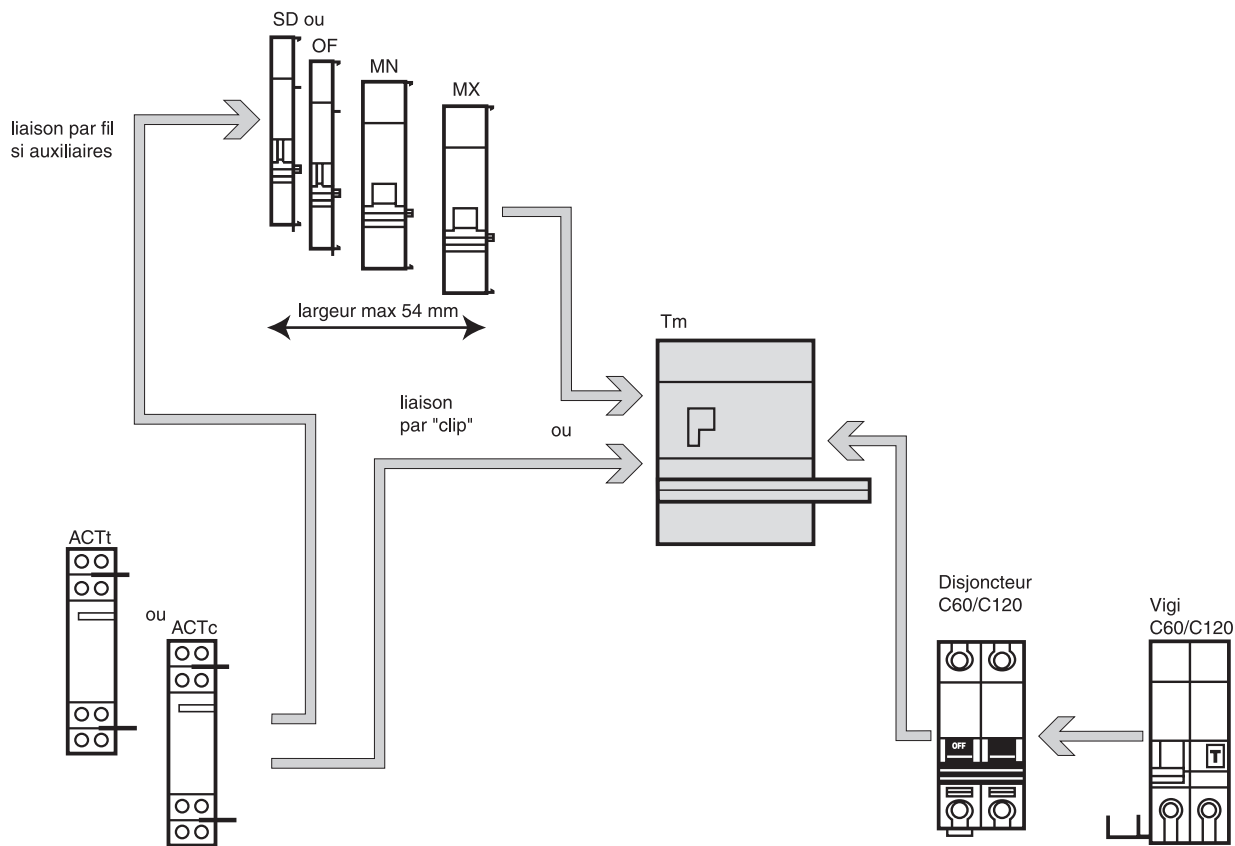 SD ou
OF
MN
MX
liaison par fil
si auxiliaires
largeur max 54 mm
Tm
liaison
par "clip"
ou
ACTt
ou
ACTc
Disjoncteur
C60/C120
Vigi
C60/C120
OFF
T